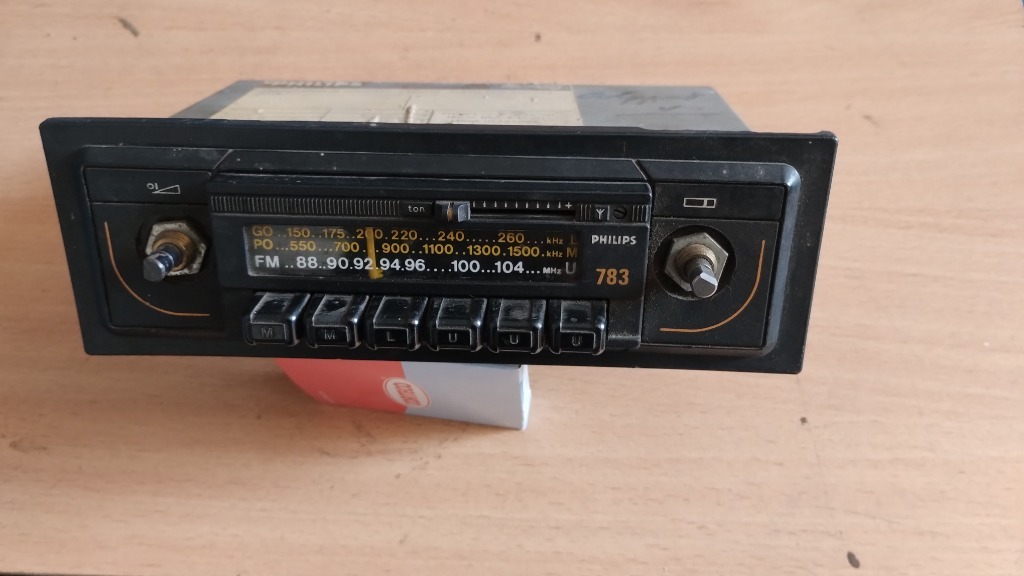 PHILIPS
ton
+
GO...150...175...200..220...240.....260...kHz L
PO...550...700...900...1100...1300.1500.kHz M
FM..88..90.92.94.96....100...104...MHz U
PHILIPS
783
M M L U U U